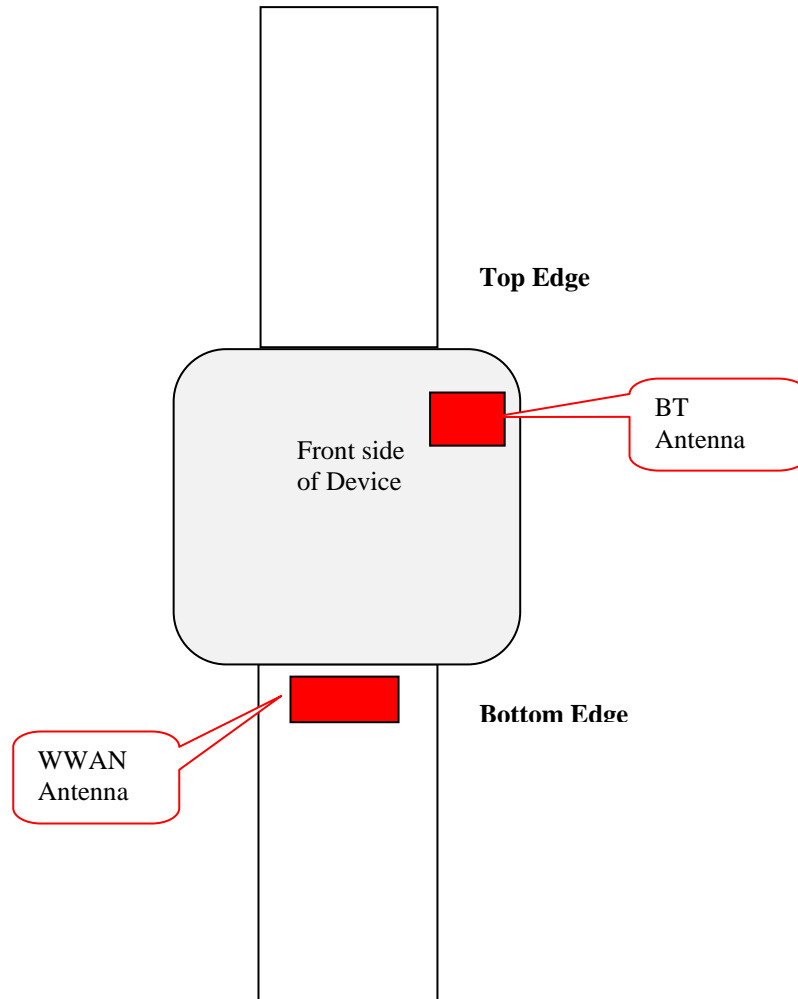 Top Edge
BT
Antenna
Front side
of Device
Bottom Edge
WWAN
Antenna